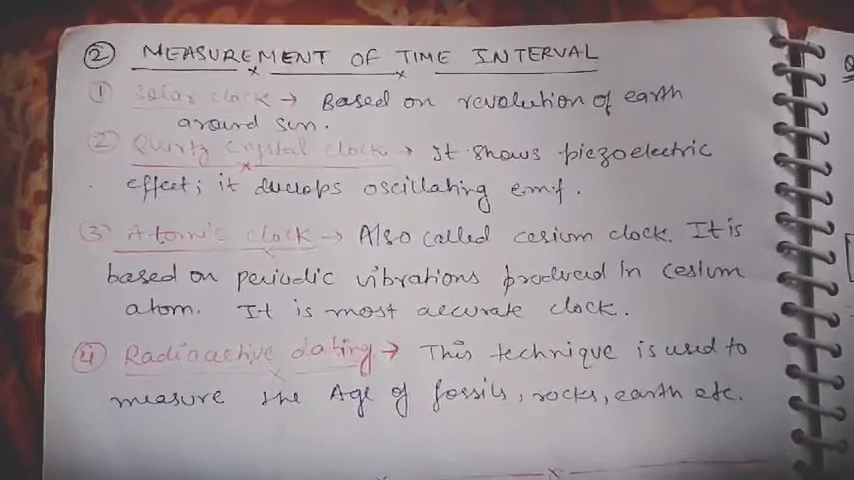 ② MEASUREMENT OF TIME INTERVAL
① Solar clock → Based on revolution of earth
around sun.
② Quartz crystal clock → It shows piezoelectric
effect; it develops oscillating emf.
③ Atomic clock → Also called cesium clock. It is
based on periodic vibrations produced in cesium
atom. It is most accurate clock.
④ Radioactive dating → This technique is used to
measure the Age of fossils, rocks, earth etc.